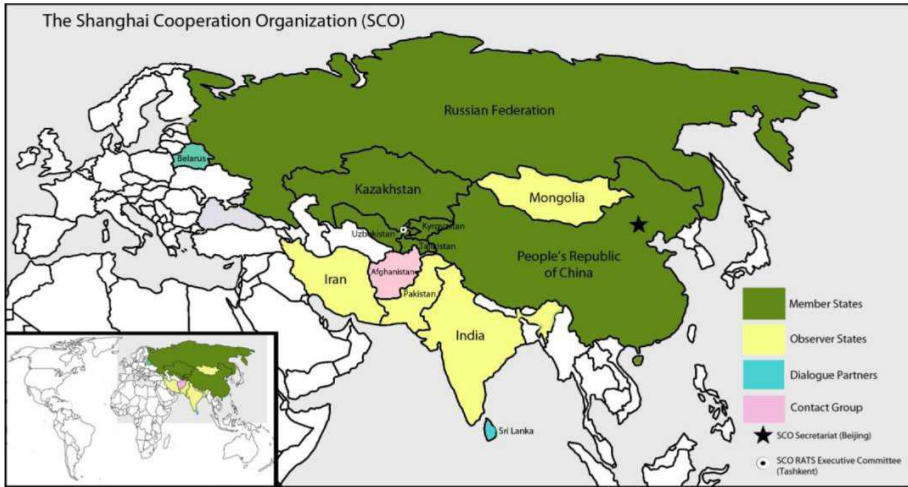 The Shanghai Cooperation Organization (SCO)
Russian Federation
Belarus
Kazakhstan
Mongolia
Uzbekistan
Kyrgyzstan
Tajikistan
People's Republic
of China
Iran
Afghanistan
Pakistan
India
Sri Lanka
Member States
Observer States
Dialogue Partners
Contact Group
SCO Secretariat (Beijing)
SCO RATS Executive Committee
(Tashkent)